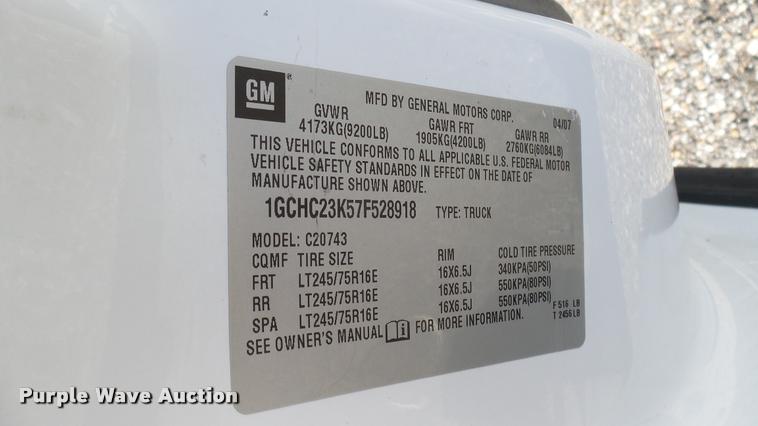 GM
MFD BY GENERAL MOTORS CORP. 04/07
GVWR GAWR FRT GAWR RR
4173KG(9200LB) 1905KG(4200LB) 2760KG(6084LB)
THIS VEHICLE CONFORMS TO ALL APPLICABLE U.S. FEDERAL MOTOR
VEHICLE SAFETY STANDARDS IN EFFECT ON THE DATE OF
MANUFACTURE SHOWN ABOVE.
1GCHC23K57F528918 TYPE: TRUCK
MODEL: C20743
CQMF TIRE SIZE RIM COLD TIRE PRESSURE
FRT LT245/75R16E 16X6.5J 340KPA(50PSI)
RR LT245/75R16E 16X6.5J 550KPA(80PSI)
SPA LT245/75R16E 16X6.5J 550KPA(80PSI)
SEE OWNER'S MANUAL FOR MORE INFORMATION.
F 516 LB
T 2456 LB
Purple Wave Auction